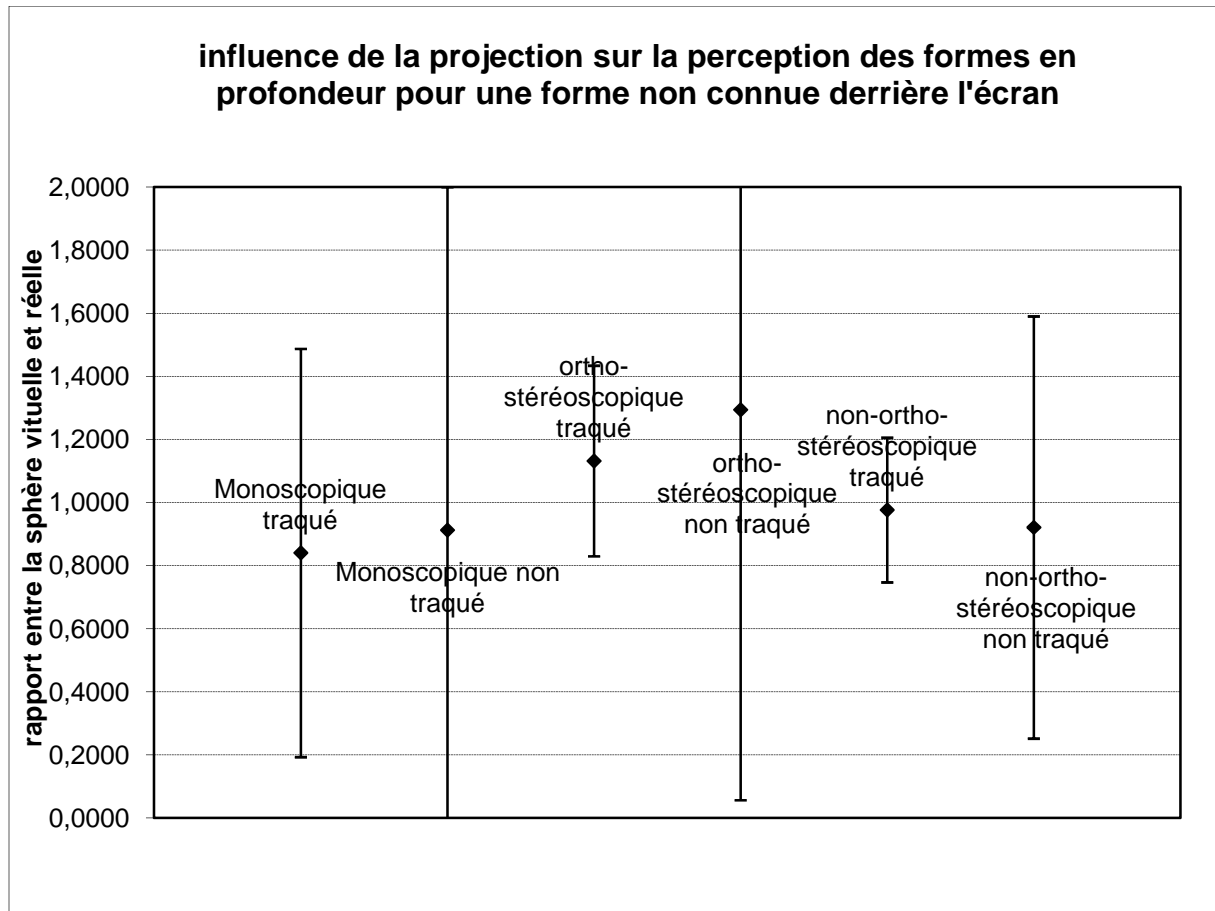 influence de la projection sur la perception des formes en
profondeur pour une forme non connue derrière l'écran
rapport entre la sphère vituelle et réelle
2,0000
1,8000
1,6000
1,4000
1,2000
1,0000
0,8000
0,6000
0,4000
0,2000
0,0000
Monoscopique
traqué
Monoscopique non
traqué
ortho-
stéréoscopique
traqué
ortho-
stéréoscopique
non traqué
non-ortho-
stéréoscopique
traqué
non-ortho-
stéréoscopique
non traqué